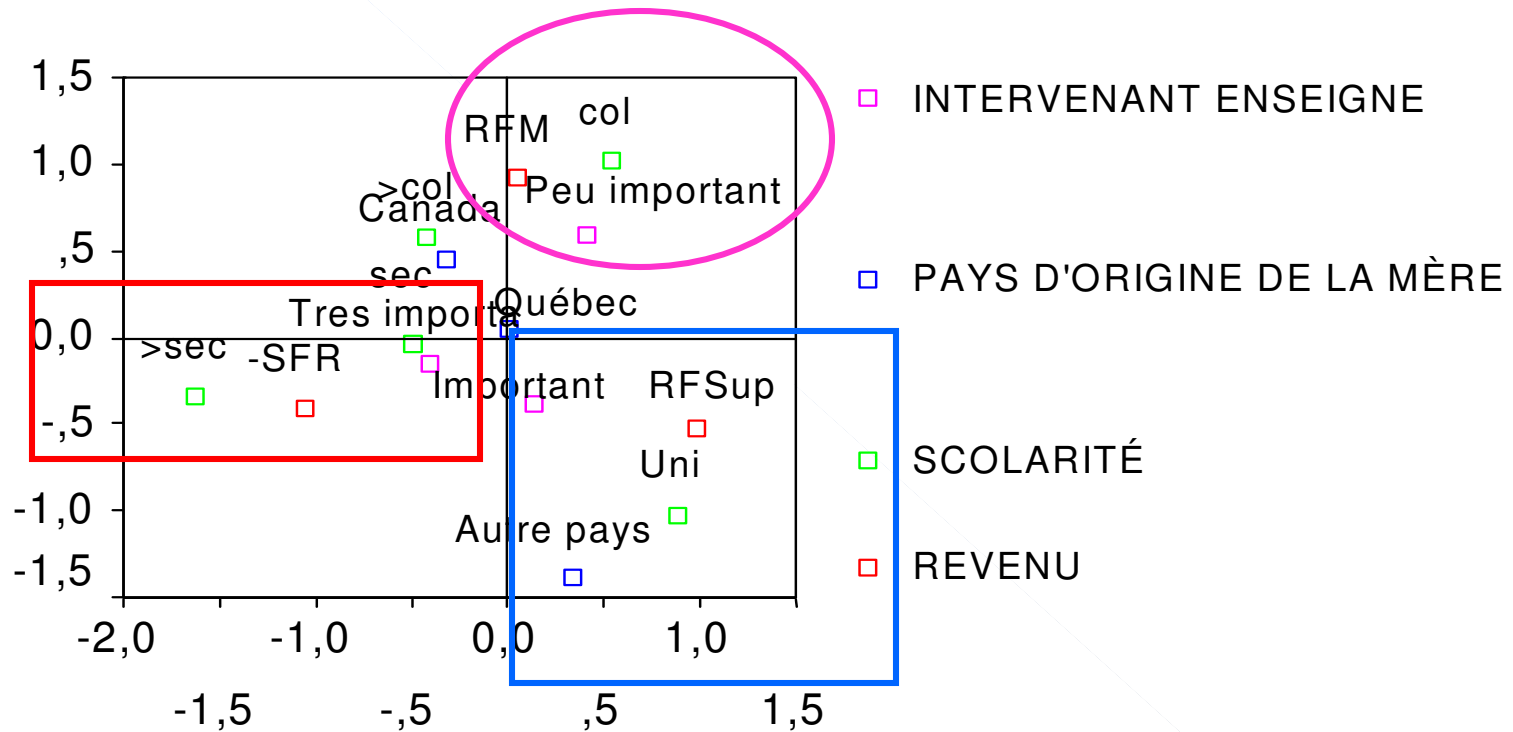 1,5
1,0
,5
0,0
-,5
-1,0
-1,5
-2,0
-1,0
0,0
1,0
-1,5
-,5
,5
1,5
RFM
col
>col
Peu important
Canada
sec
Québec
Tres importa
>sec
-SFR
Important
RFSup
Uni
Autre pays
INTERVENANT ENSEIGNE
PAYS D'ORIGINE DE LA MÈRE
SCOLARITÉ
REVENU